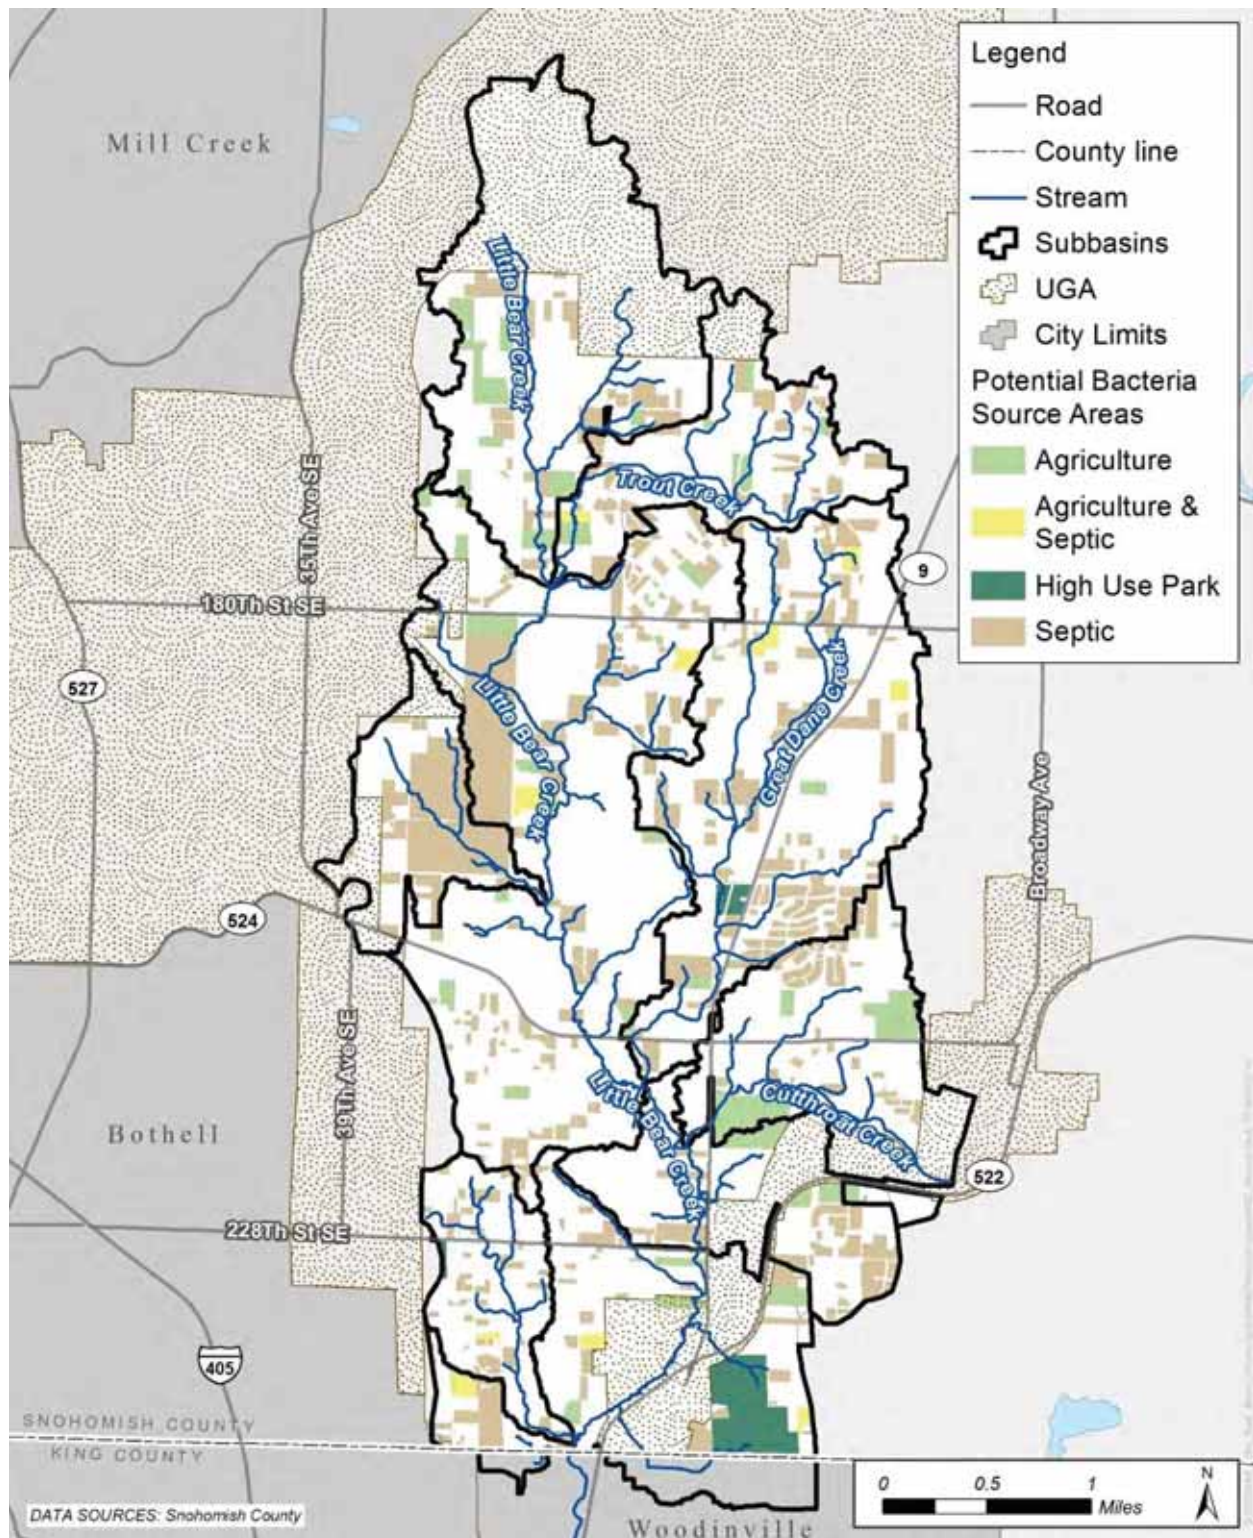 Legend
Road
County line
Stream
Subbasins
UGA
City Limits
Potential Bacteria
Source Areas
Agriculture
Agriculture &
Septic
High Use Park
Septic
Mill Creek
Little Bear Creek
35Th Ave SE
Trout Creek
9
180Th St SE
527
Little Bear Creek
Great Dane Creek
Broadway Ave
524
39Th Ave SE
Little Bear Creek
Cutthroat Creek
Bothell
522
228Th St SE
405
SNOHOMISH COUNTY
KING COUNTY
0 0.5 1
Miles
N
DATA SOURCES: Snohomish County
Woodinville